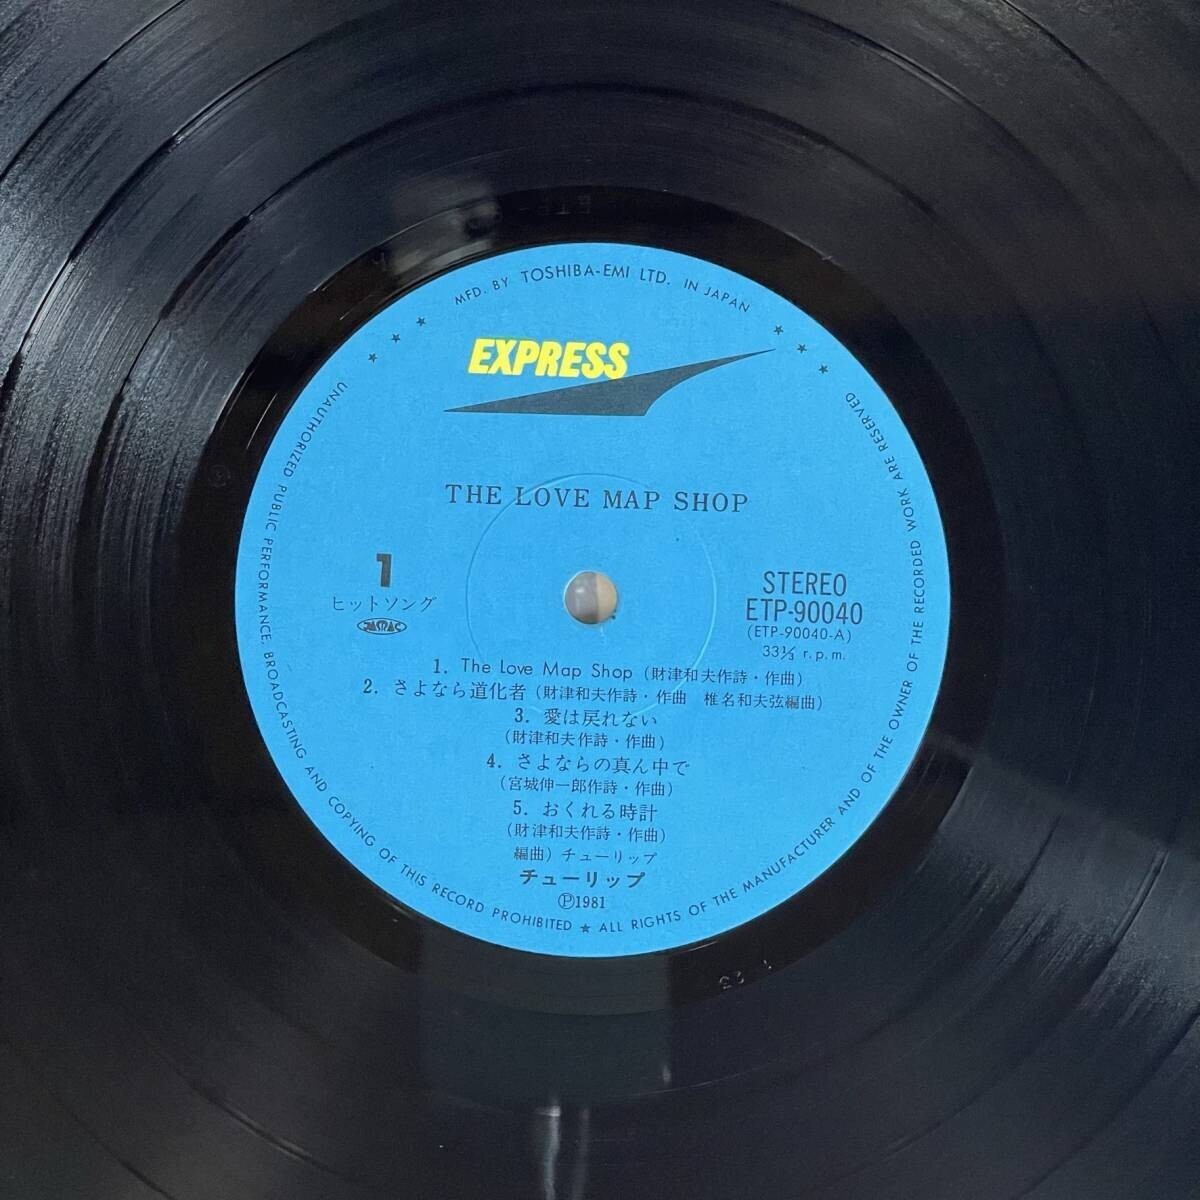 MFD. BY TOSHIBA-EMI LTD. IN JAPAN
EXPRESS
THE LOVE MAP SHOP
1
ヒットソング
JASRAC
STEREO
ETP-90040
(ETP-90040-A)
33⅓ r.p.m.
1. The Love Map Shop (財津和夫作詩・作曲)
2. さよなら道化者 (財津和夫作詩・作曲 椎名和夫弦編曲)
3. 愛は戻れない
(財津和夫作詩・作曲)
4. さよならの真ん中で
(宮城伸一郎作詩・作曲)
5. おくれる時計
(財津和夫作詩・作曲)
編曲) チューリップ
チューリップ
Ⓟ1981
UNAUTHORIZED PUBLIC PERFORMANCE, BROADCASTING AND COPYING OF THIS RECORD PROHIBITED ★ ALL RIGHTS OF THE MANUFACTURER AND OF THE OWNER OF THE RECORDED WORK ARE RESERVED